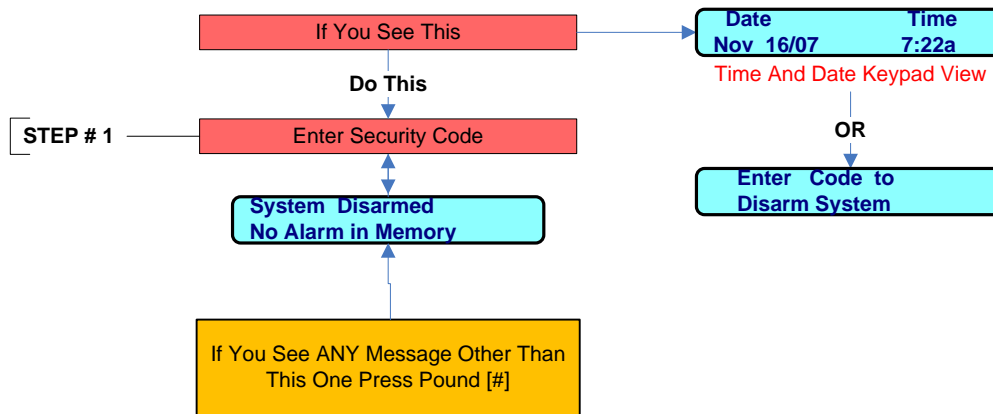 If You See This
Date Time
Nov 16/07 7:22a
Time And Date Keypad View
Do This
OR
STEP # 1
Enter Security Code
Enter Code to
Disarm System
System Disarmed
No Alarm in Memory
If You See ANY Message Other Than
This One Press Pound [#]